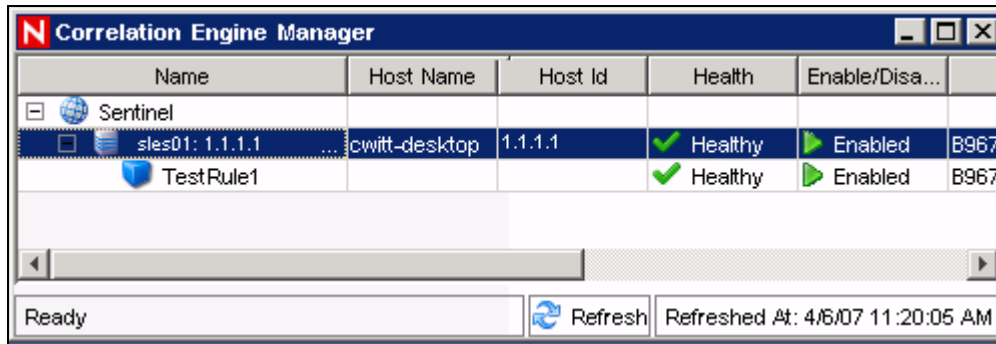 N Correlation Engine Manager
Name Host Name Host Id Health Enable/Disa...
Sentinel
sles01: 1.1.1.1 ... cwitt-desktop 1.1.1.1 Healthy Enabled B967
TestRule1 Healthy Enabled B967
Ready Refresh Refreshed At: 4/6/07 11:20:05 AM